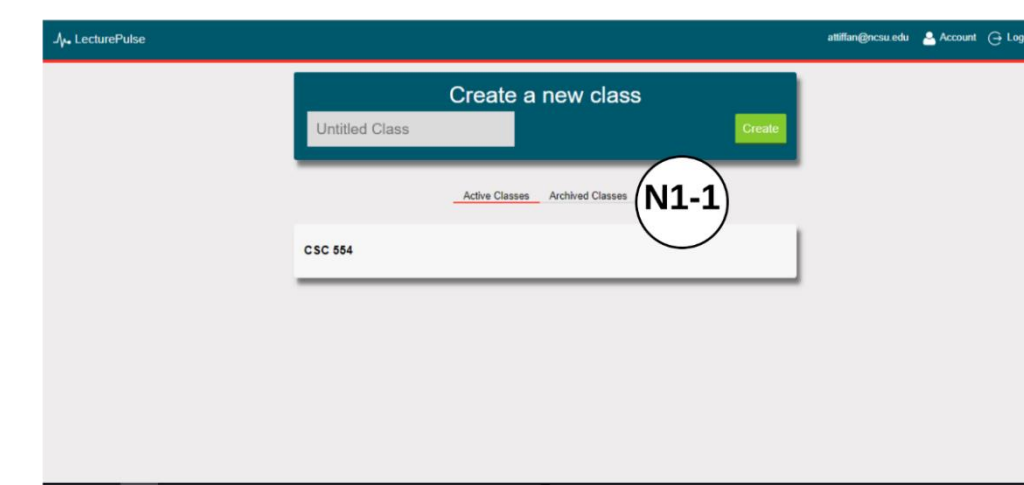 LecturePulse
attiffan@ncsu.edu Account Log
Create a new class
Untitled Class
Create
Active Classes Archived Classes
N1-1
CSC 554